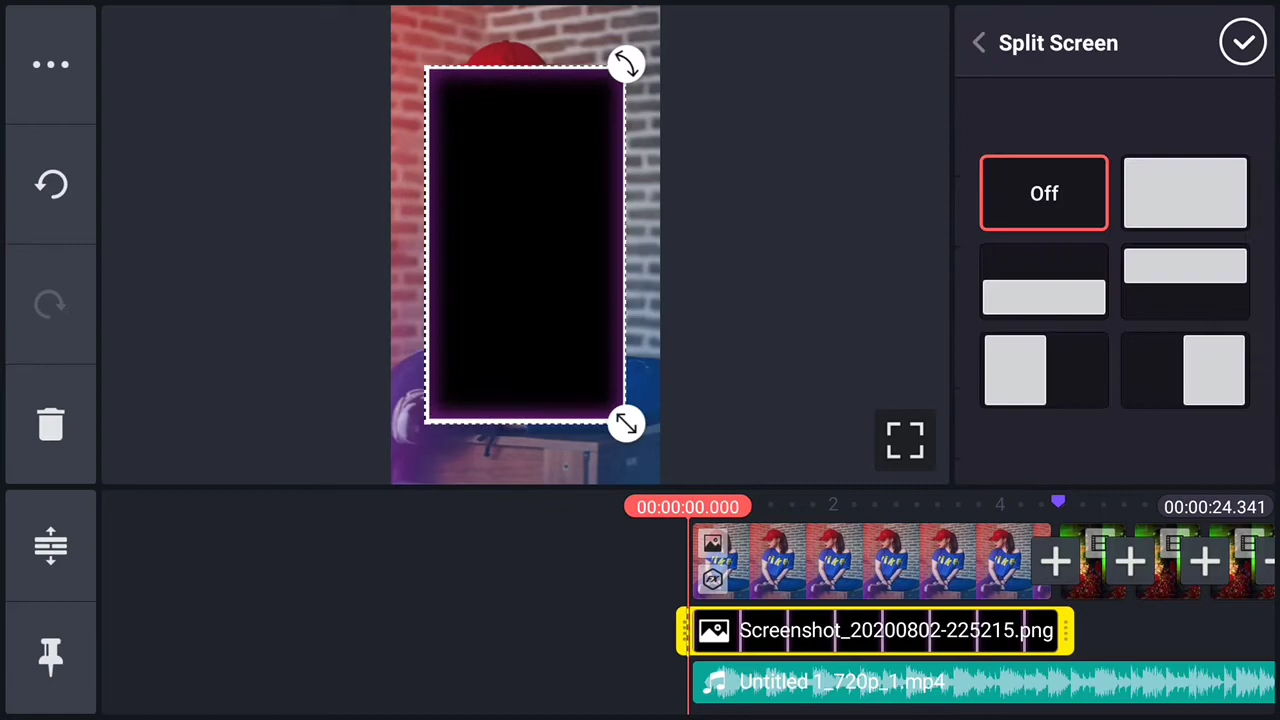 Split Screen
Off
00:00:00.000
2
4
00:00:24.341
Screenshot_20200802-225215.png
Untitled 1_720p_1.mp4